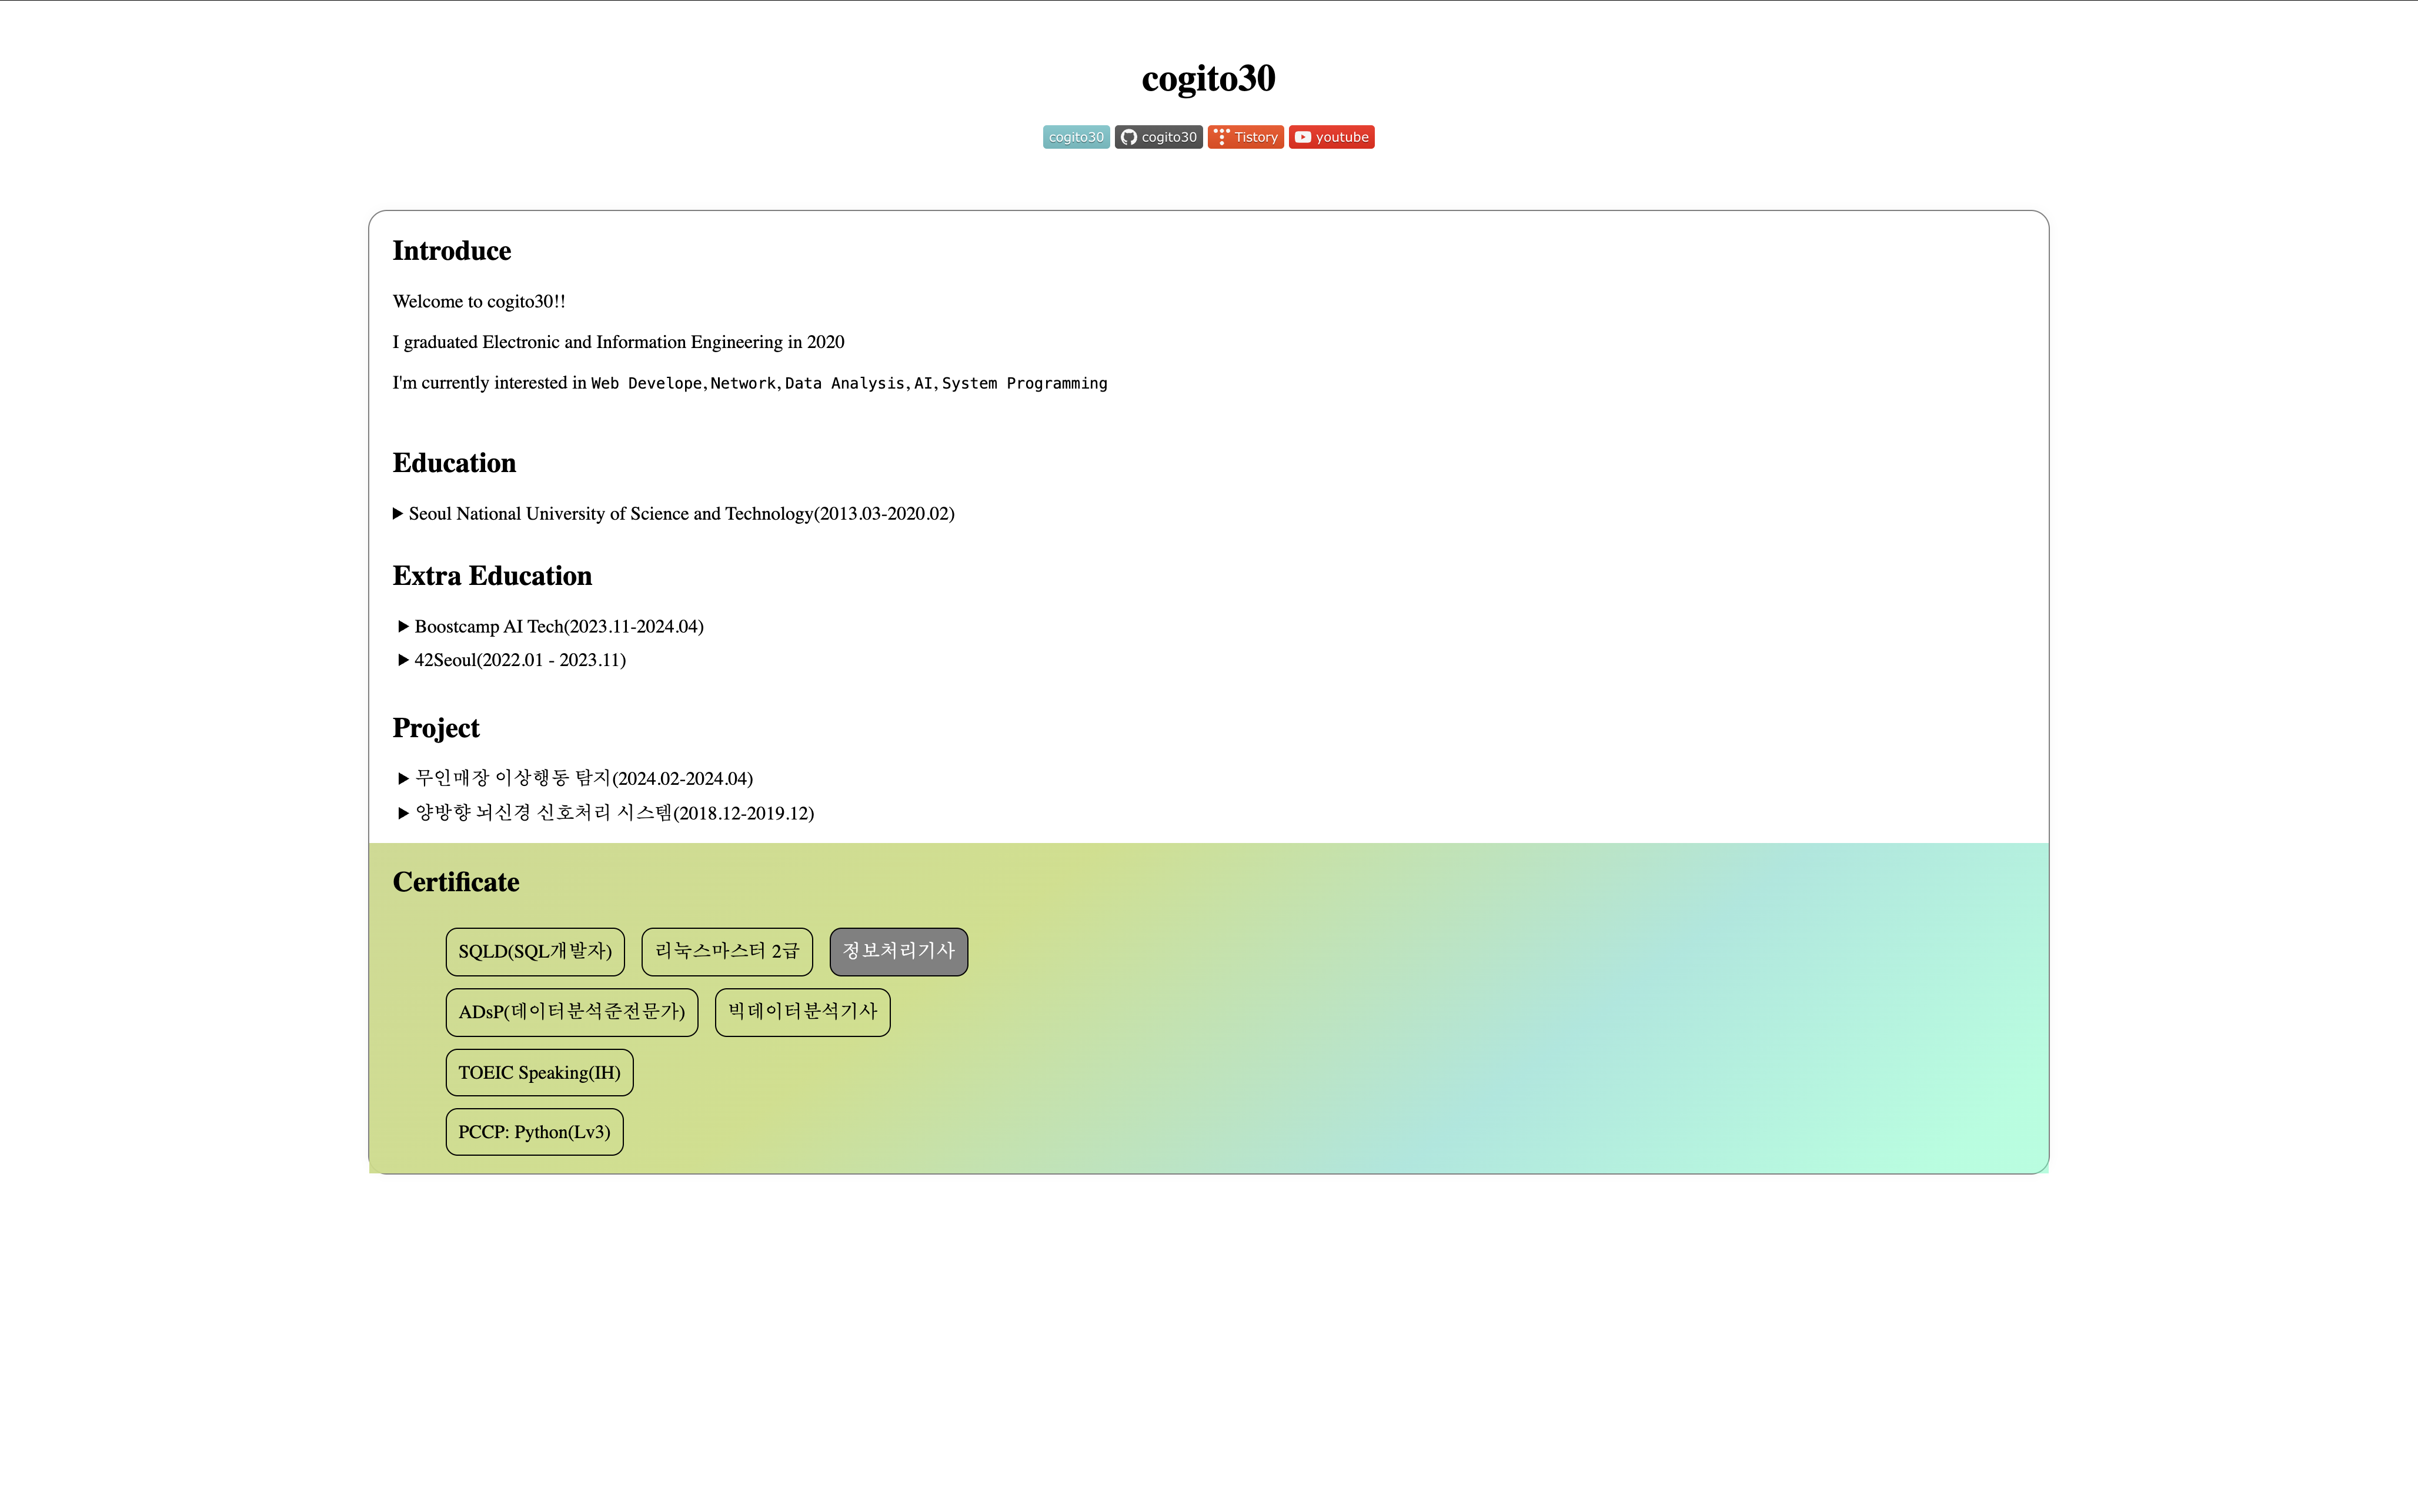 cogito30
cogito30 cogito30 Tistory youtube
Introduce
Welcome to cogito30!!
I graduated Electronic and Information Engineering in 2020
I'm currently interested in Web Develope, Network, Data Analysis, AI, System Programming
Education
▶ Seoul National University of Science and Technology(2013.03-2020.02)
Extra Education
▶ Boostcamp AI Tech(2023.11-2024.04)
▶ 42Seoul(2022.01 - 2023.11)
Project
▶ 무인매장 이상행동 탐지(2024.02-2024.04)
▶ 양방향 뇌신경 신호처리 시스템(2018.12-2019.12)
Certificate
SQLD(SQL개발자) 리눅스마스터 2급 정보처리기사
ADsP(데이터분석준전문가) 빅데이터분석기사
TOEIC Speaking(IH)
PCCP: Python(Lv3)